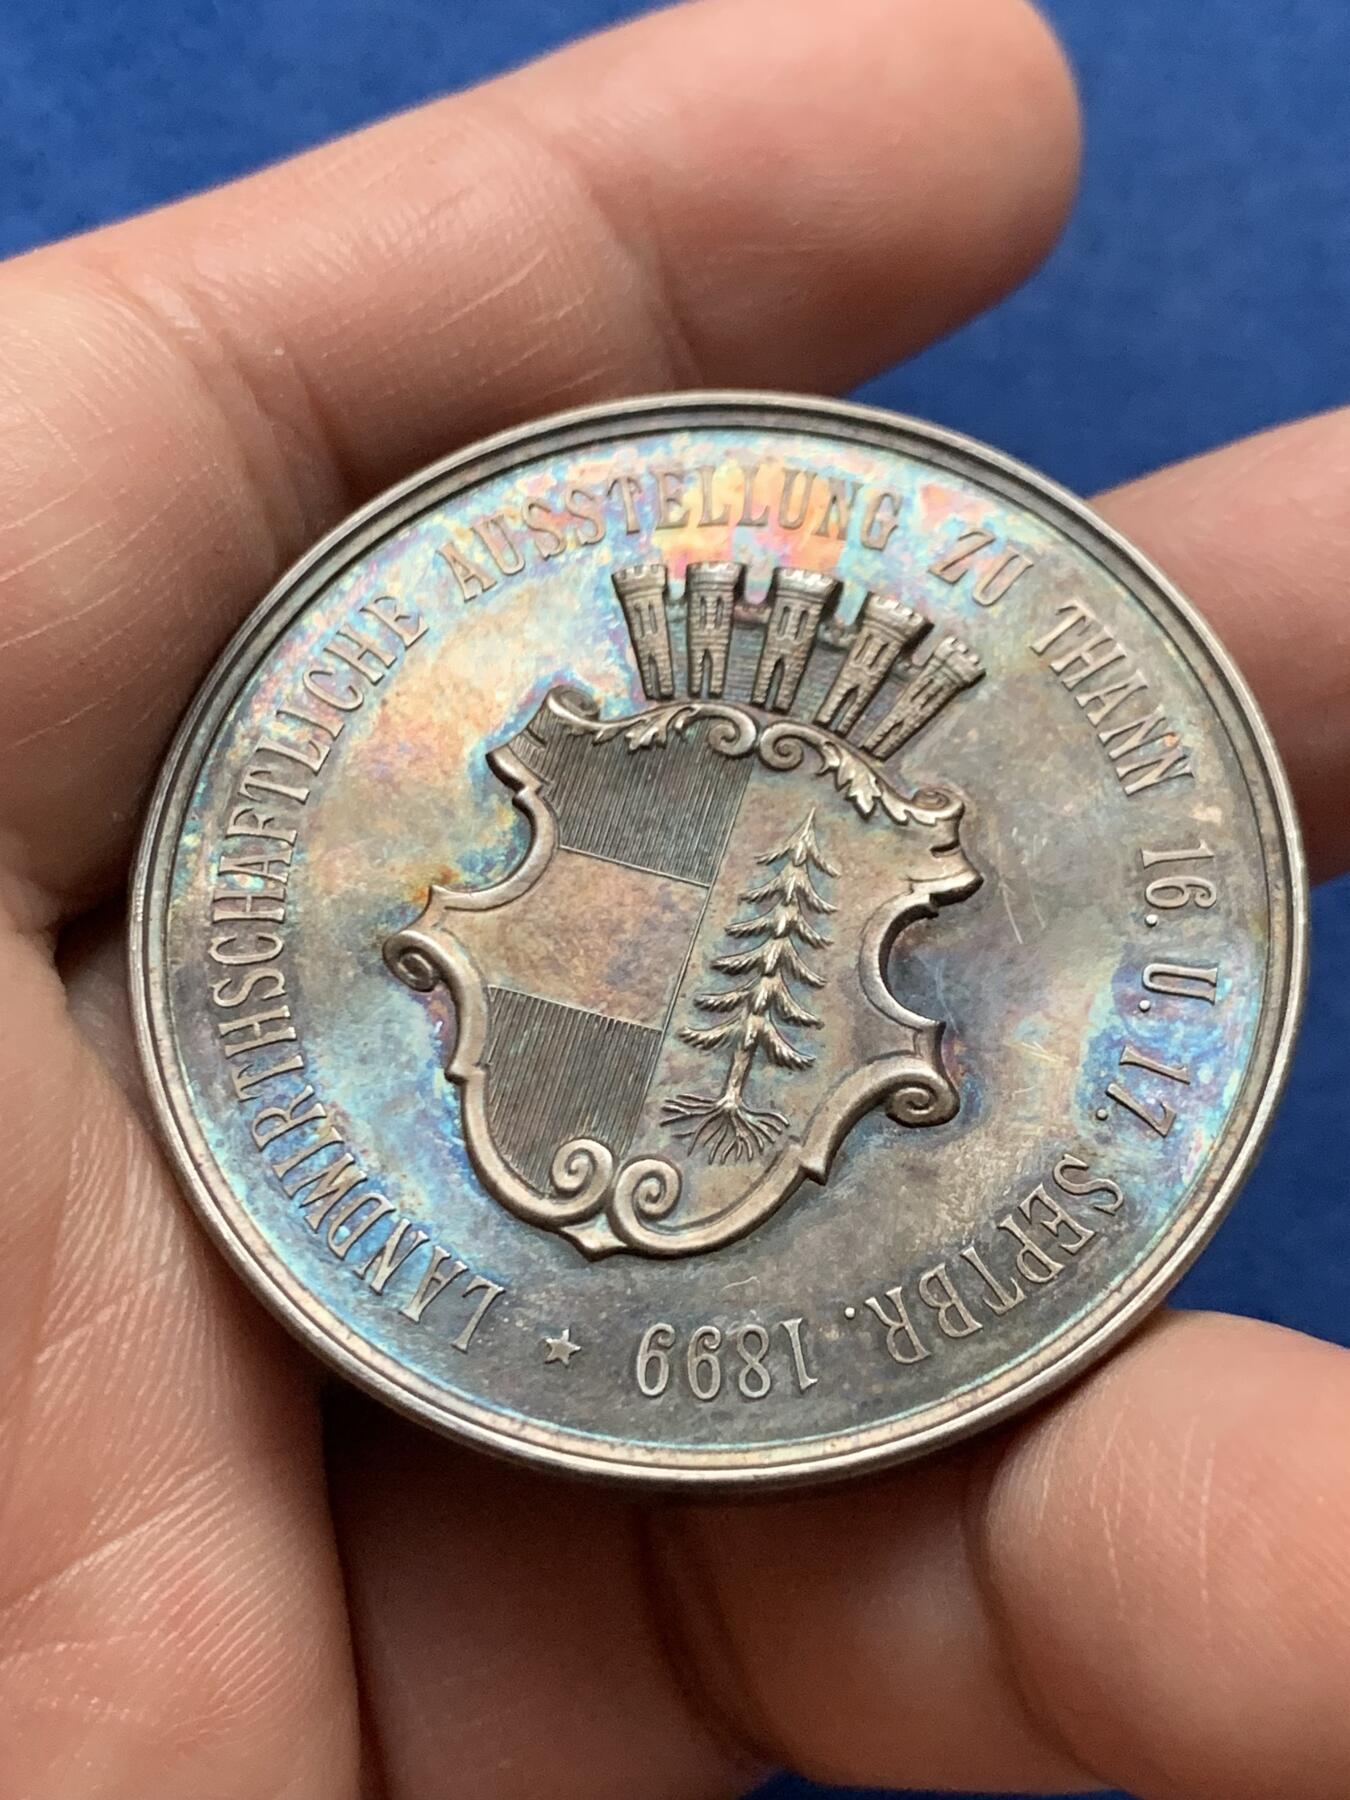 LANDWIRTHSCHAFTLICHE AUSSTELLUNG ZU THANN 16. U. 17. SEPTBR. 1899 ★